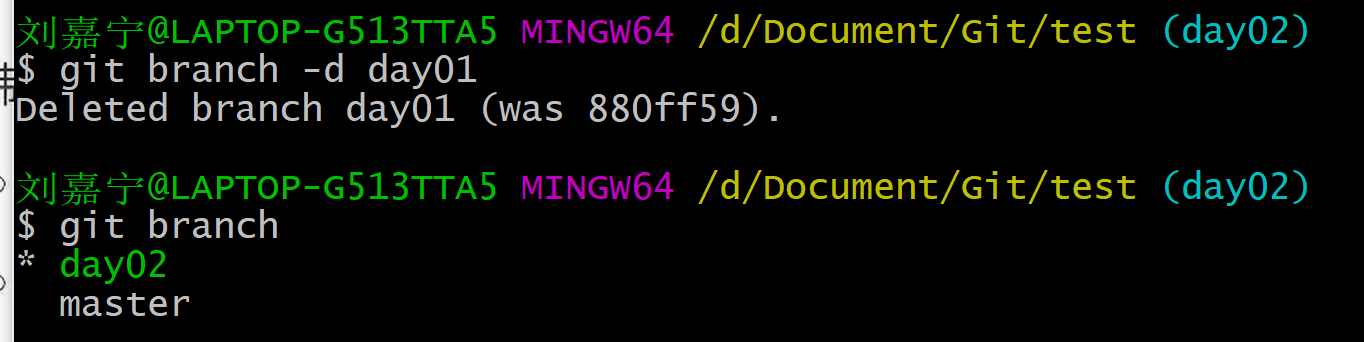 刘嘉宁@LAPTOP-G513TTA5 MINGW64 /d/Document/Git/test (day02)
$ git branch -d day01
Deleted branch day01 (was 880ff59).
刘嘉宁@LAPTOP-G513TTA5 MINGW64 /d/Document/Git/test (day02)
$ git branch
* day02
master